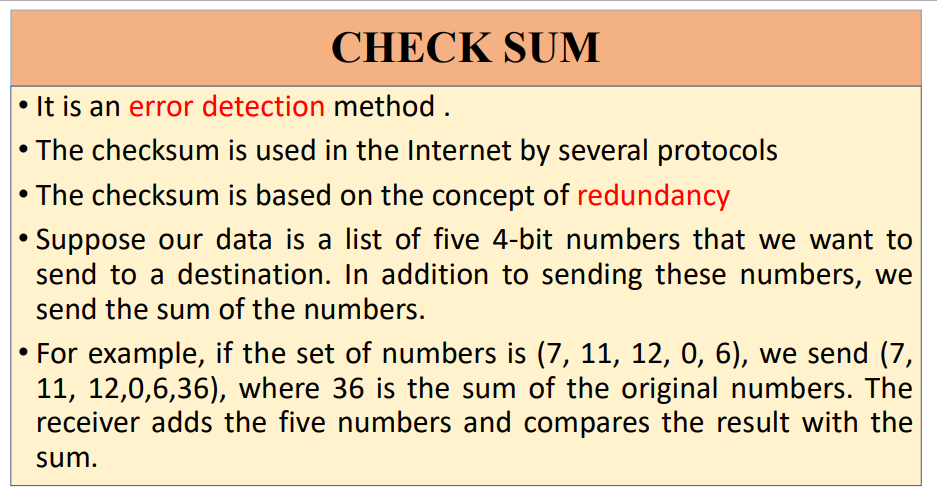 CHECK SUM
• It is an error detection method .
• The checksum is used in the Internet by several protocols
• The checksum is based on the concept of redundancy
• Suppose our data is a list of five 4-bit numbers that we want to
send to a destination. In addition to sending these numbers, we
send the sum of the numbers.
• For example, if the set of numbers is (7, 11, 12, 0, 6), we send (7,
11, 12,0,6,36), where 36 is the sum of the original numbers. The
receiver adds the five numbers and compares the result with the
sum.